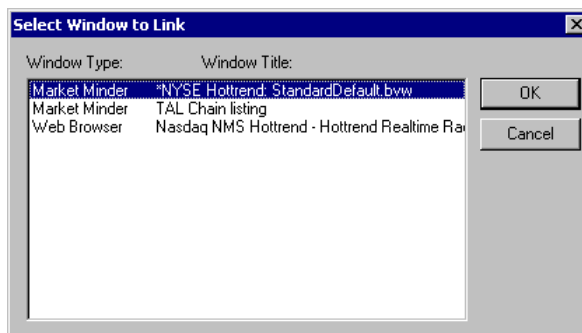 Select Window to Link
Window Type: Window Title:
Market Minder *NYSE Hottrend: StandardDefault.bvw
Market Minder TAL Chain listing
Web Browser Nasdaq NMS Hottrend - Hottrend Realtime
OK
Cancel